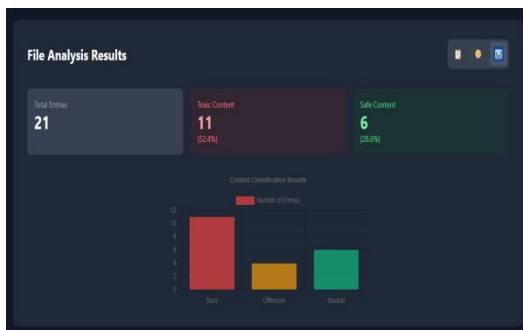 File Analysis Results
Total Entries
21
Toxic Content
11
(52.4%)
Safe Content
6
(28.6%)
Content Classification Results
Number of Entries
12
10
8
6
4
2
0
Toxic
Offensive
Neutral